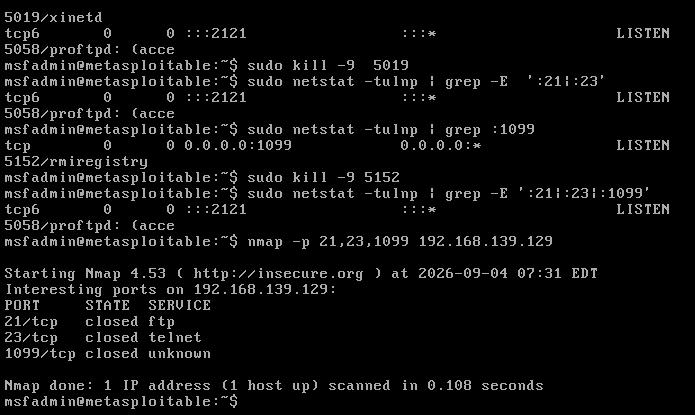 5019/xinetd
tcp6       0      0 :::2121                 :::*                    LISTEN
5058/proftpd: (acce
msfadmin@metasploitable:~$ sudo kill -9  5019
msfadmin@metasploitable:~$ sudo netstat -tulnp | grep -E  ':21|:23'
tcp6       0      0 :::2121                 :::*                    LISTEN
5058/proftpd: (acce
msfadmin@metasploitable:~$ sudo netstat -tulnp | grep :1099
tcp        0      0 0.0.0.0:1099            0.0.0.0:*               LISTEN
5152/rmiregistry
msfadmin@metasploitable:~$ sudo kill -9 5152
msfadmin@metasploitable:~$ sudo netstat -tulnp | grep -E ':21|:23|:1099'
tcp6       0      0 :::2121                 :::*                    LISTEN
5058/proftpd: (acce
msfadmin@metasploitable:~$ nmap -p 21,23,1099 192.168.139.129

Starting Nmap 4.53 ( http://insecure.org ) at 2026-09-04 07:31 EDT
Interesting ports on 192.168.139.129:
PORT     STATE  SERVICE
21/tcp   closed ftp
23/tcp   closed telnet
1099/tcp closed unknown

Nmap done: 1 IP address (1 host up) scanned in 0.108 seconds
msfadmin@metasploitable:~$